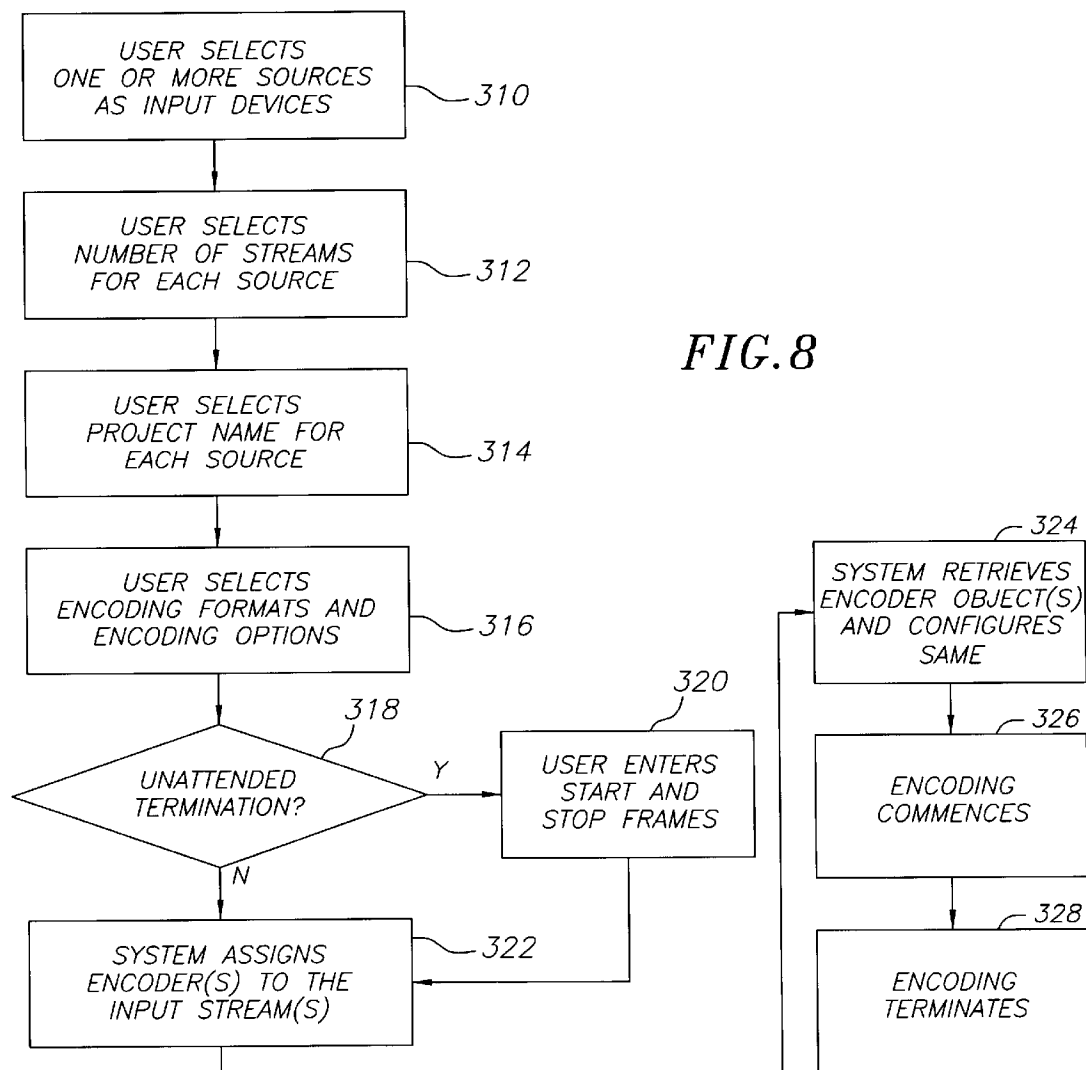 USER SELECTS
ONE OR MORE SOURCES
AS INPUT DEVICES
310
USER SELECTS
NUMBER OF STREAMS
FOR EACH SOURCE
312
FIG.8
USER SELECTS
PROJECT NAME FOR
EACH SOURCE
314
USER SELECTS
ENCODING FORMATS AND
ENCODING OPTIONS
316
318
UNATTENDED
TERMINATION?
Y
N
320
USER ENTERS
START AND
STOP FRAMES
322
SYSTEM ASSIGNS
ENCODER(S) TO THE
INPUT STREAM(S)
324
SYSTEM RETRIEVES
ENCODER OBJECT(S)
AND CONFIGURES
SAME
326
ENCODING
COMMENCES
328
ENCODING
TERMINATES